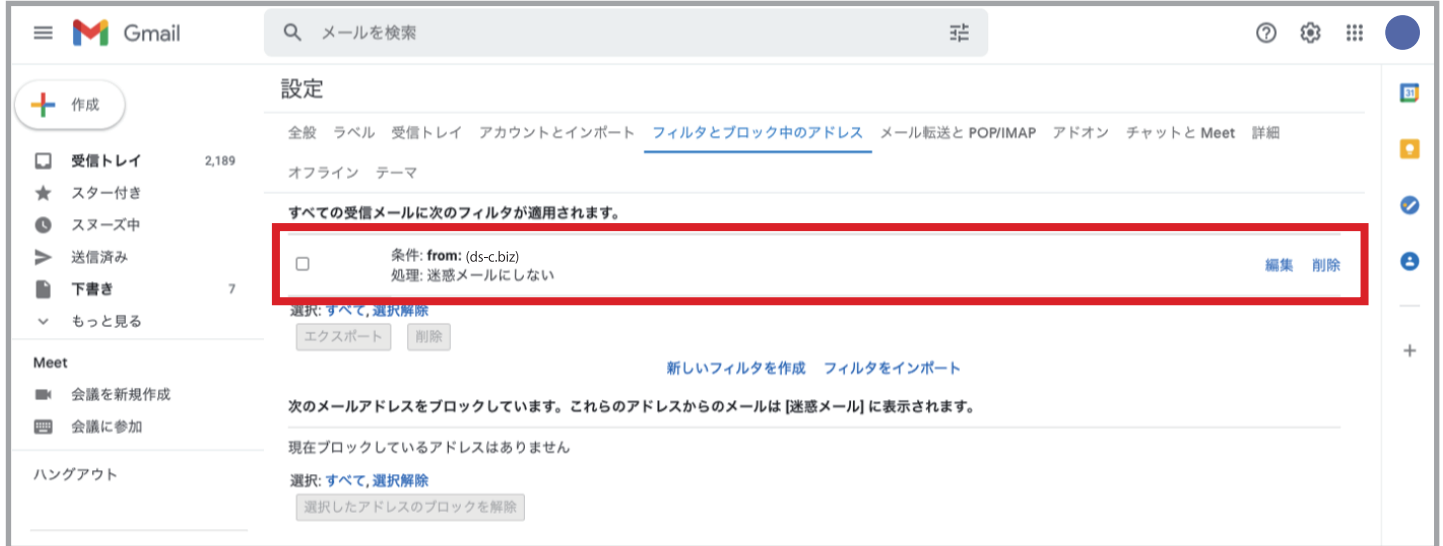 Gmail
メールを検索
作成
受信トレイ 2,189
スター付き
スヌーズ中
送信済み
下書き 7
もっと見る
Meet
会議を新規作成
会議に参加
ハングアウト
設定
全般 ラベル 受信トレイ アカウントとインポート フィルタとブロック中のアドレス メール転送と POP/IMAP アドオン チャットと Meet 詳細
オフライン テーマ
すべての受信メールに次のフィルタが適用されます。
条件: from: (ds-c.biz)
処理: 迷惑メールにしない
編集 削除
選択: すべて, 選択解除
エクスポート 削除
新しいフィルタを作成 フィルタをインポート
次のメールアドレスをブロックしています。これらのアドレスからのメールは [迷惑メール] に表示されます。
現在ブロックしているアドレスはありません
選択: すべて, 選択解除
選択したアドレスのブロックを解除
31